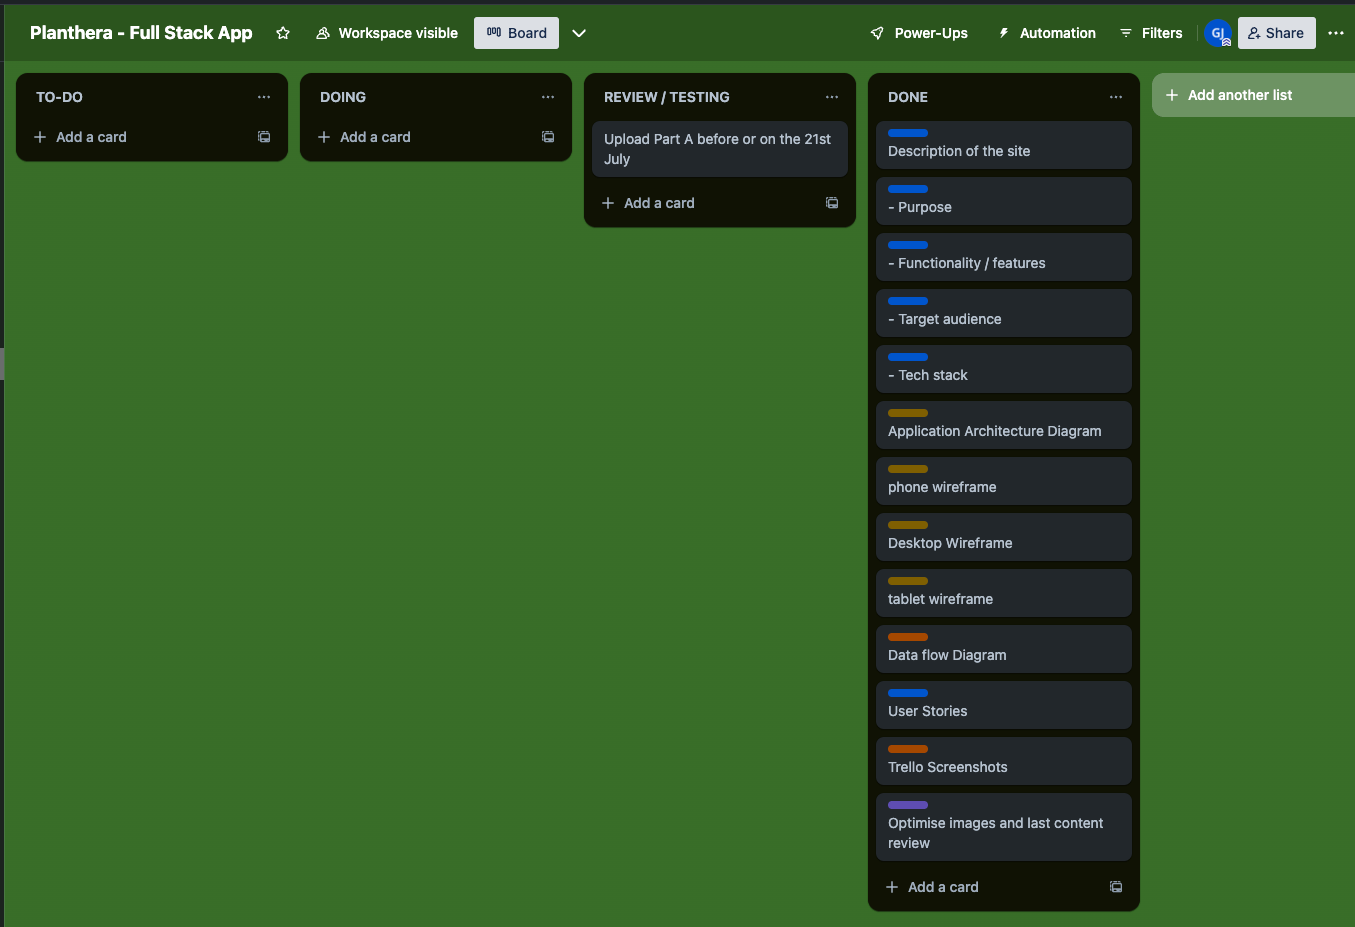 Planthera - Full Stack App
Workspace visible
Board
Power-Ups
Automation
Filters
GJ
Share
TO-DO
Add a card
DOING
Add a card
REVIEW / TESTING
Upload Part A before or on the 21st
July
Add a card
DONE
Description of the site
- Purpose
- Functionality / features
- Target audience
- Tech stack
Application Architecture Diagram
phone wireframe
Desktop Wireframe
tablet wireframe
Data flow Diagram
User Stories
Trello Screenshots
Optimise images and last content
review
Add a card
Add another list